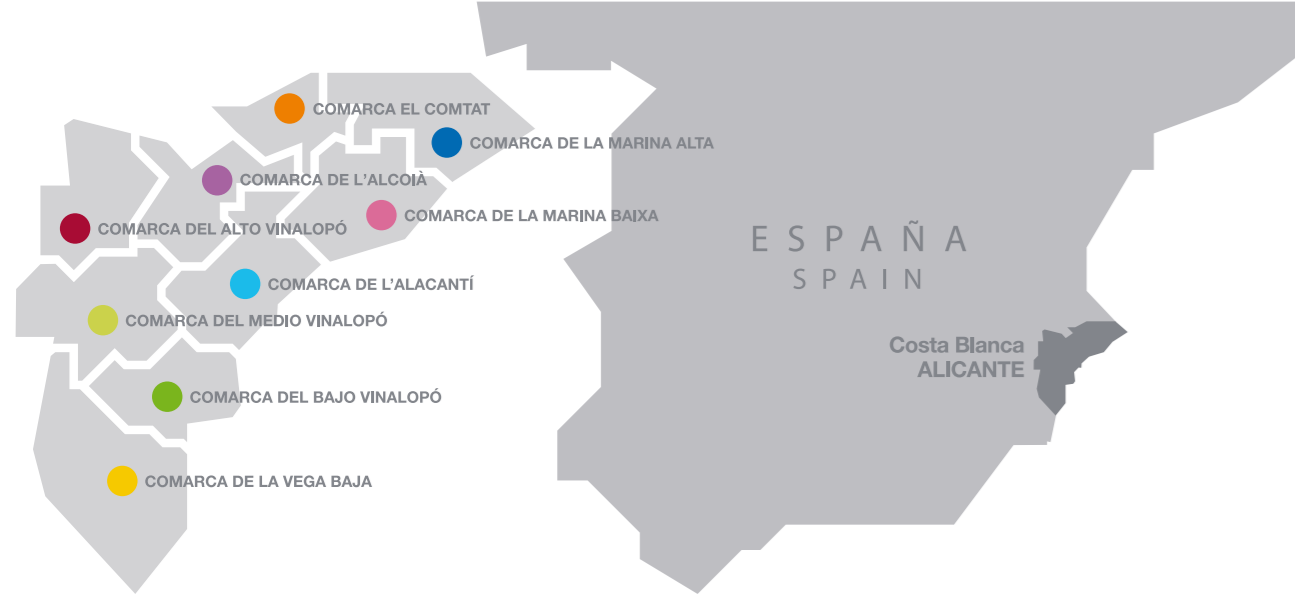 COMARCA EL COMTAT
COMARCA DE LA MARINA ALTA
COMARCA DE L'ALCOIÀ
COMARCA DE LA MARINA BAIXA
COMARCA DEL ALTO VINALOPÓ
COMARCA DE L'ALACANTÍ
COMARCA DEL MEDIO VINALOPÓ
COMARCA DEL BAJO VINALOPÓ
COMARCA DE LA VEGA BAJA
ESPAÑA
SPAIN
Costa Blanca
ALICANTE